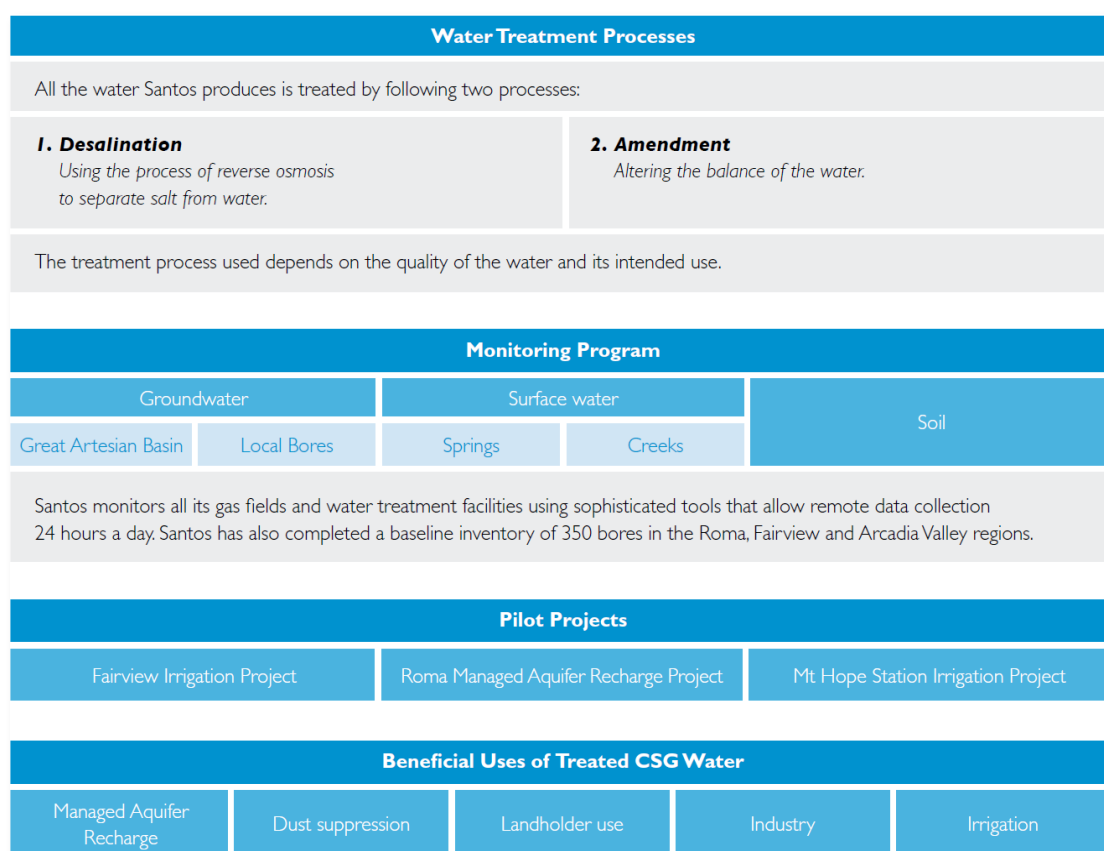 Water Treatment Processes
All the water Santos produces is treated by following two processes:
1. Desalination
Using the process of reverse osmosis
to separate salt from water.
2. Amendment
Altering the balance of the water.
The treatment process used depends on the quality of the water and its intended use.
Monitoring Program
Groundwater
Surface water
Soil
Great Artesian Basin
Local Bores
Springs
Creeks
Santos monitors all its gas fields and water treatment facilities using sophisticated tools that allow remote data collection
24 hours a day. Santos has also completed a baseline inventory of 350 bores in the Roma, Fairview and Arcadia Valley regions.
Pilot Projects
Fairview Irrigation Project
Roma Managed Aquifer Recharge Project
Mt Hope Station Irrigation Project
Beneficial Uses of Treated CSG Water
Managed Aquifer
Recharge
Dust suppression
Landholder use
Industry
Irrigation